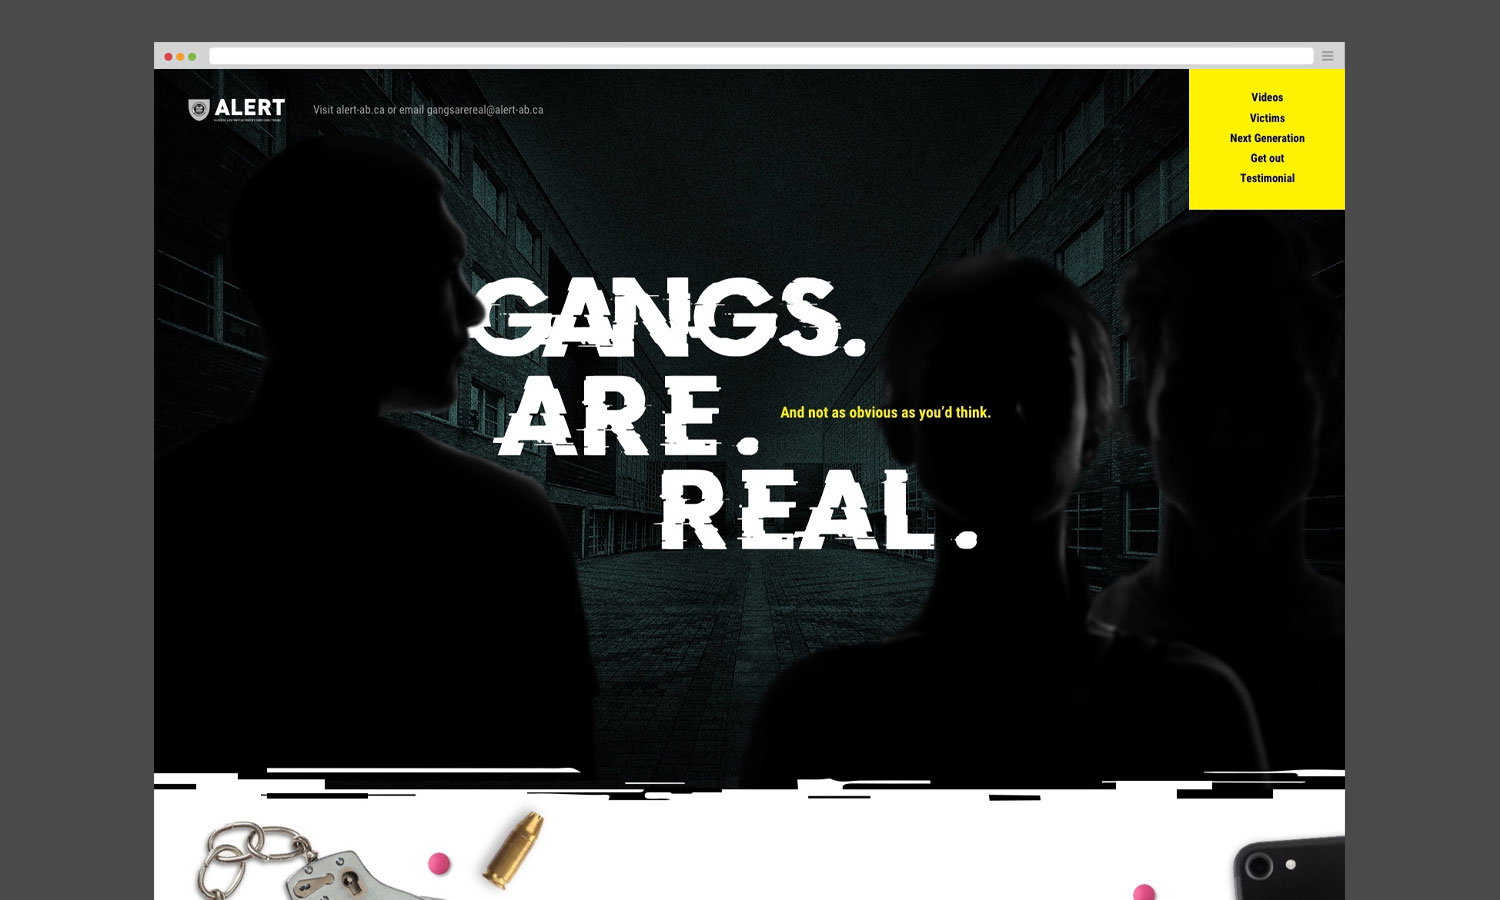 ALERT
Visit alert-ab.ca or email gangsarereal@alert-ab.ca
Videos
Victims
Next Generation
Get out
Testimonial
GANGS.
ARE.
And not as obvious as you'd think.
REAL.